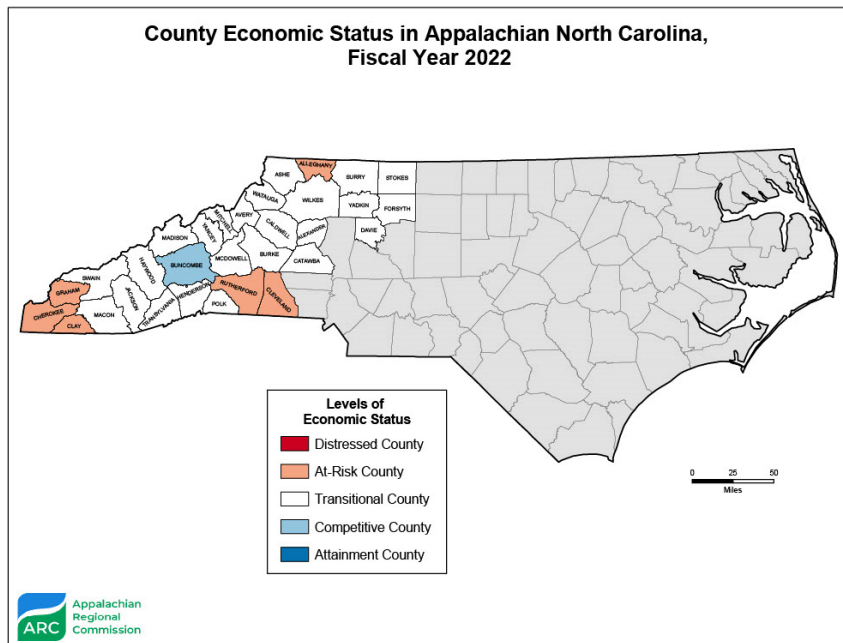 County Economic Status in Appalachian North Carolina,
Fiscal Year 2022
ALLEGHANY
ASHE
SURRY
STOKES
WATAUGA
WILKES
YADKIN
FORSYTH
MITCHELL
AVERY
CALDWELL
ALEXANDER
DAVIE
YANCEY
MADISON
BURKE
CATAWBA
MCDOWELL
BUNCOMBE
HAYWOOD
SWAIN
GRAHAM
RUTHERFORD
CLEVELAND
HENDERSON
POLK
JACKSON
TRANSYLVANIA
CHEROKEE
MACON
CLAY
Levels of
Economic Status
Distressed County
At-Risk County
Transitional County
Competitive County
Attainment County
0 25 50
Miles
ARC
Appalachian
Regional
Commission